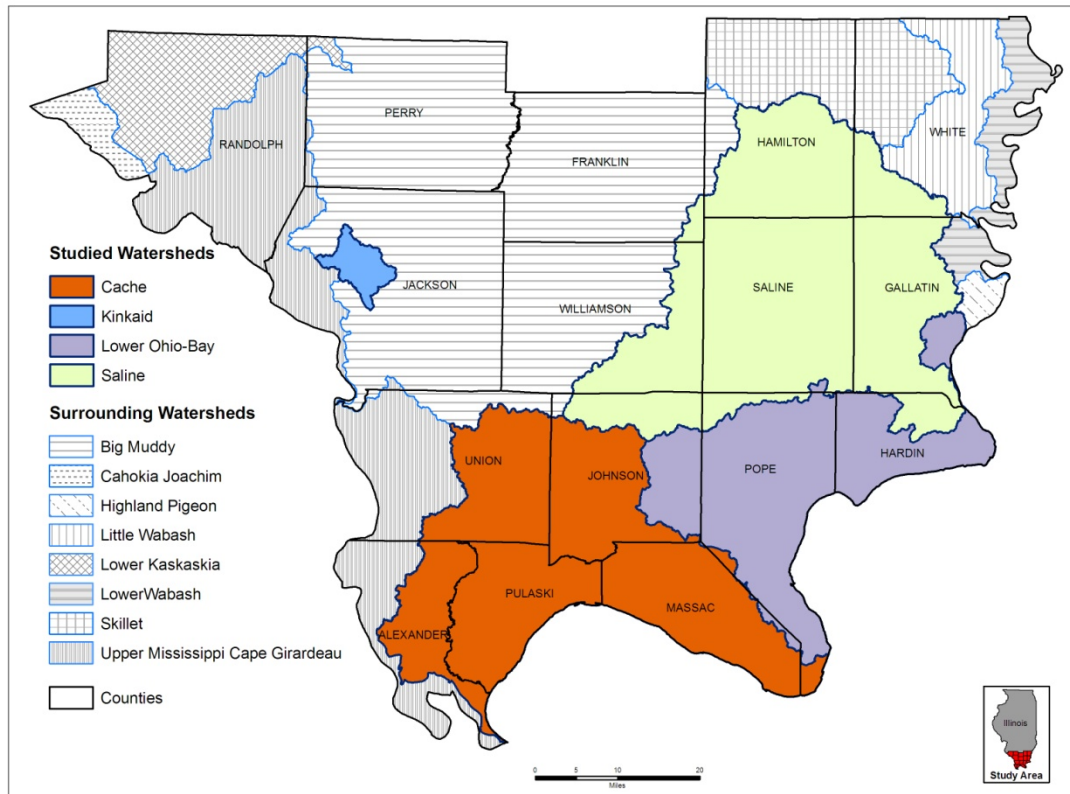 PERRY
RANDOLPH
FRANKLIN
HAMILTON
WHITE
JACKSON
WILLIAMSON
SALINE
GALLATIN
UNION
JOHNSON
POPE
HARDIN
ALEXANDER
PULASKI
MASSAC
Studied Watersheds
Cache
Kinkaid
Lower Ohio-Bay
Saline
Surrounding Watersheds
Big Muddy
Cahokia Joachim
Highland Pigeon
Little Wabash
Lower Kaskaskia
LowerWabash
Skillet
Upper Mississippi Cape Girardeau
Counties
0 5 10 20
Miles
Illinois
Study Area